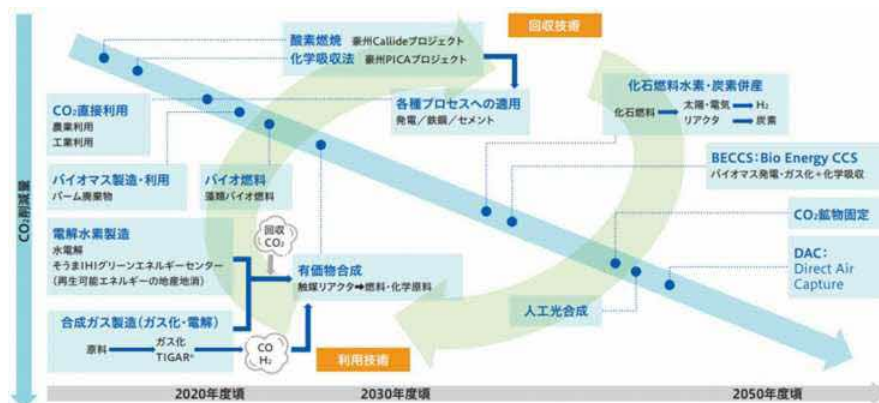 CO₂削減量
酸素燃焼 豪州Callideプロジェクト
化学吸収法 豪州PICAプロジェクト
回収技術
CO₂直接利用
農業利用
工業利用
各種プロセスへの適用
発電／鉄鋼／セメント
化石燃料水素・炭素併産
化石燃料 太陽・電気 H₂
リアクタ 炭素
バイオマス製造・利用
パーム廃棄物
バイオ燃料
藻類バイオ燃料
BECCS：Bio Energy CCS
バイオマス発電・ガス化＋化学吸収
電解水素製造
水電解
そうまIHIグリーンエネルギーセンター
（再生可能エネルギーの地産地消）
回収
CO₂
有価物合成
触媒リアクタ➡燃料・化学原料
CO₂鉱物固定
DAC：
Direct Air
Capture
人工光合成
合成ガス製造（ガス化・電解）
原料 ガス化
TIGAR®
CO
H₂
利用技術
2020年度頃 2030年度頃 2050年度頃